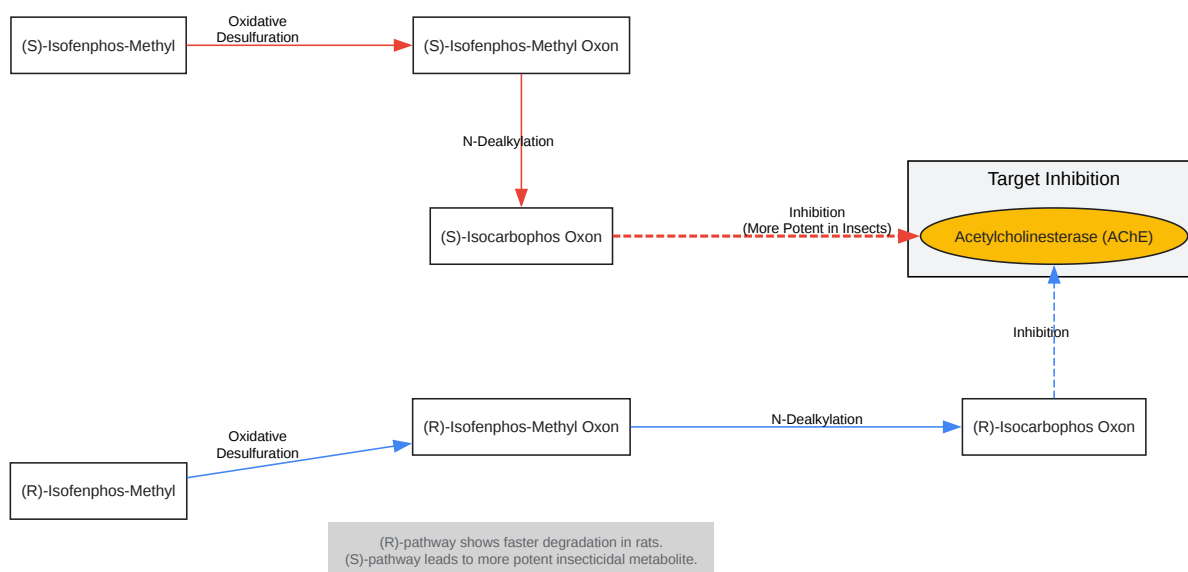 Oxidative
Desulfuration
(S)-Isofenphos-Methyl
(S)-Isofenphos-Methyl Oxon
N-Dealkylation
Target Inhibition
(S)-Isocarbophos Oxon
Inhibition
(More Potent in Insects)
Acetylcholinesterase (AChE)
Inhibition
Oxidative
Desulfuration
(R)-Isofenphos-Methyl
(R)-Isofenphos-Methyl Oxon
N-Dealkylation
(R)-Isocarbophos Oxon
(R)-pathway shows faster degradation in rats.
(S)-pathway leads to more potent insecticidal metabolite.